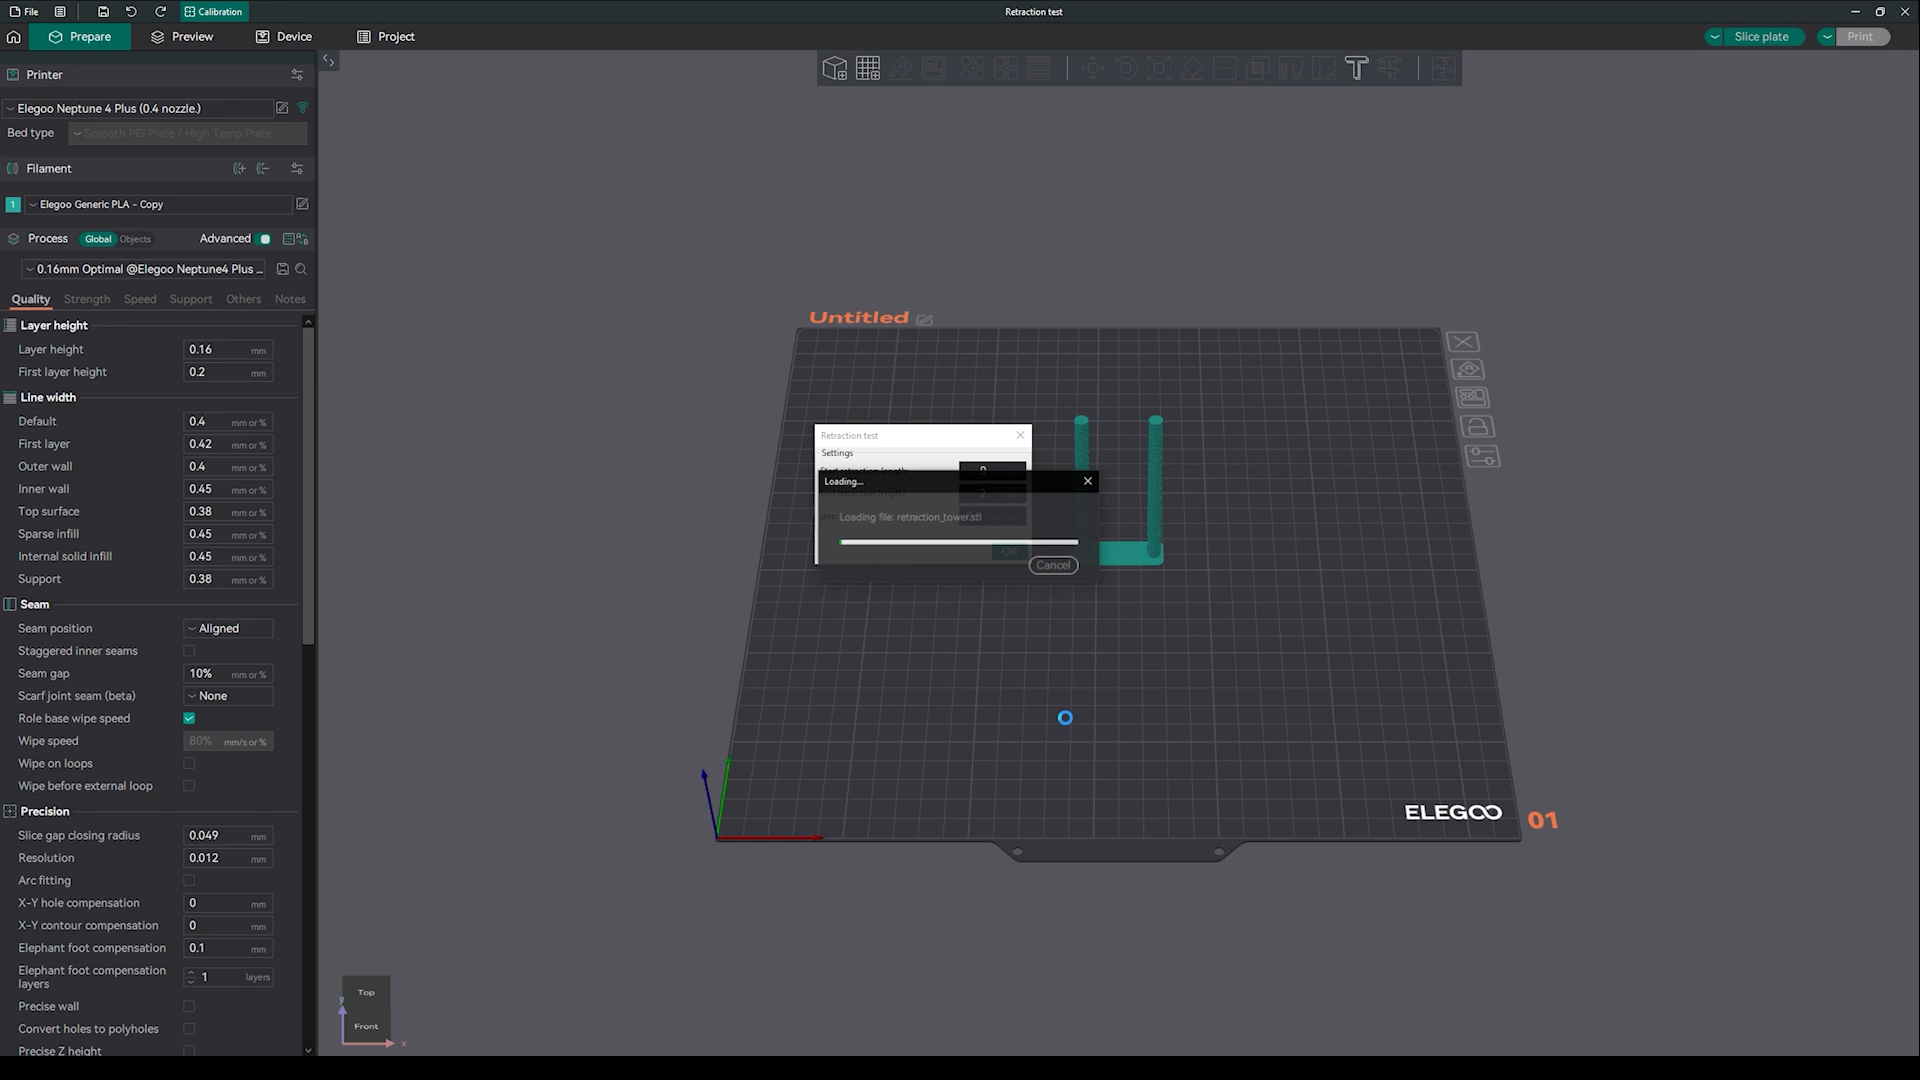 File
Calibration
Retraction test
Prepare
Preview
Device
Project
Slice plate
Print
Printer
Elegoo Neptune 4 Plus (0.4 nozzle.)
Bed type
Smooth PEI Plate / High Temp Plate
Filament
1
Elegoo Generic PLA - Copy
Process
Global
Objects
Advanced
0.16mm Optimal @Elegoo Neptune4 Plus ...
Quality
Strength
Speed
Support
Others
Notes
Layer height
Layer height 0.16 mm
First layer height 0.2 mm
Line width
Default 0.4 mm or %
First layer 0.42 mm or %
Outer wall 0.4 mm or %
Inner wall 0.45 mm or %
Top surface 0.38 mm or %
Sparse infill 0.45 mm or %
Internal solid infill 0.45 mm or %
Support 0.38 mm or %
Seam
Seam position Aligned
Staggered inner seams
Seam gap 10% mm or %
Scarf joint seam (beta) None
Role base wipe speed
Wipe speed 80% mm/s or %
Wipe on loops
Wipe before external loop
Precision
Slice gap closing radius 0.049 mm
Resolution 0.012 mm
Arc fitting
X-Y hole compensation 0 mm
X-Y contour compensation 0 mm
Elephant foot compensation 0.1 mm
Elephant foot compensation
layers 1 layers
Precise wall
Convert holes to polyholes
Precise Z height
Untitled
Retraction test
Settings
Loading...
Loading file: retraction_tower.stl
OK
Cancel
ELEGOO
01
Top
Front
y
x